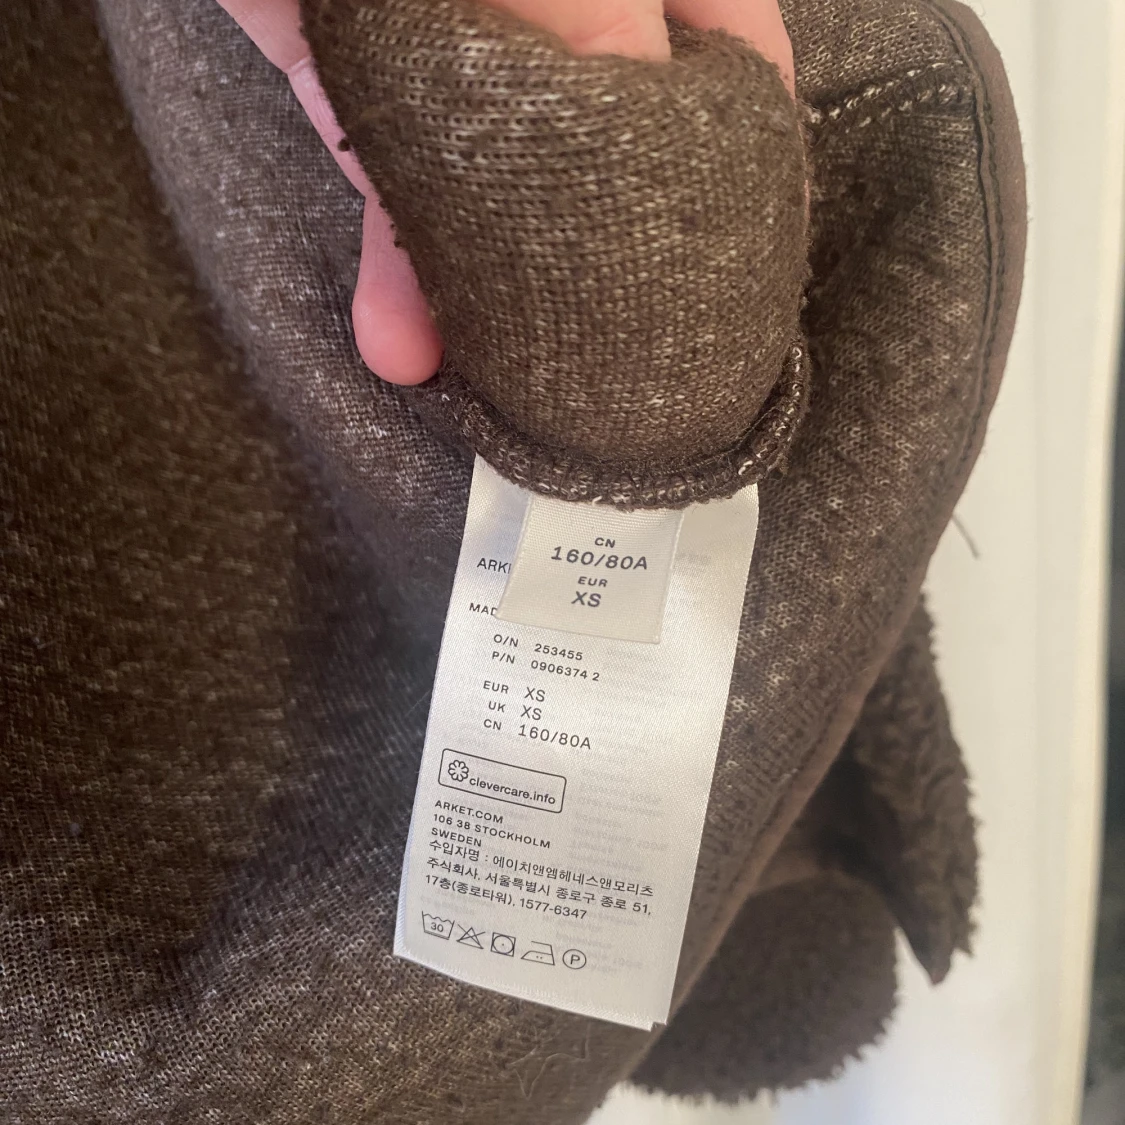 CN
160/80A
EUR
XS
O/N 253455
P/N 0906374 2
EUR XS
UK XS
CN 160/80A
clevercare.info
ARKET.COM
106 38 STOCKHOLM
SWEDEN
수입자명 : 에이치앤엠헤네스앤모리츠
주식회사, 서울특별시 종로구 종로 51,
17층(종로타워), 1577-6347
30
P